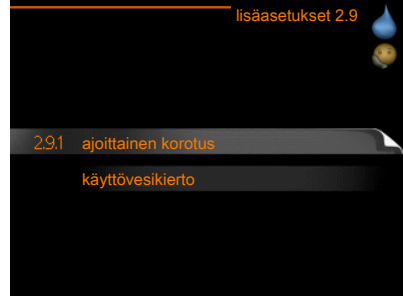 lisäasetukset 2.9
2.9.1 ajoittainen korotus
käyttövesikierto